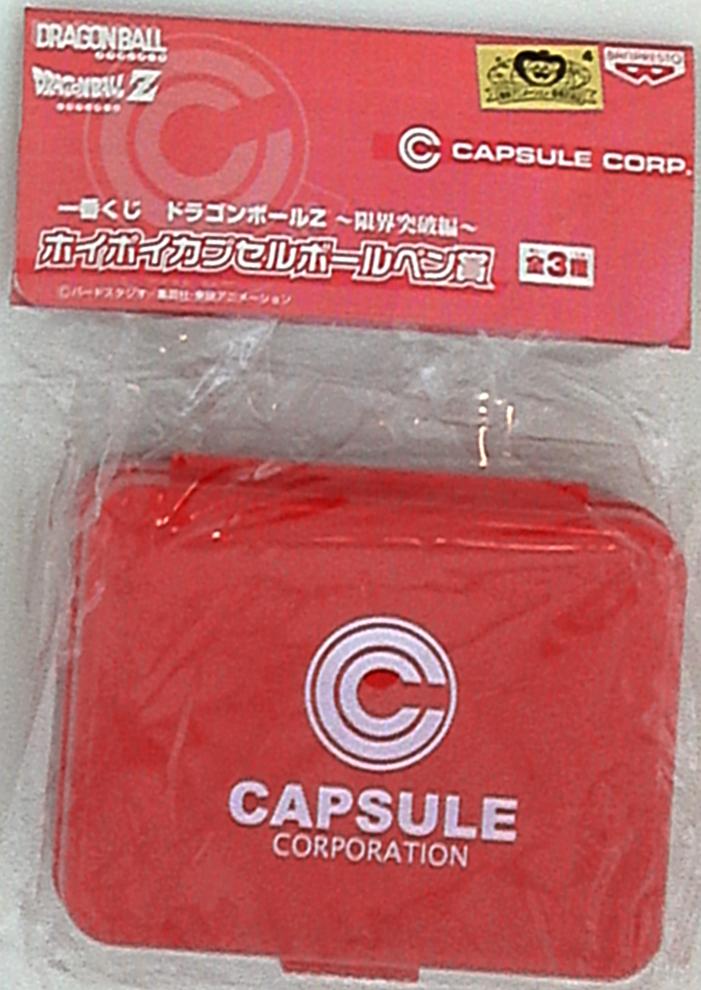 DRAGON BALL
DRAGON BALL Z
4
BANPRESTO
CAPSULE CORP.
一番くじ ドラゴンボールZ ～限界突破編～
ホイポイカプセルボールペン賞
全3種
©バードスタジオ/集英社・東映アニメーション
CAPSULE
CORPORATION